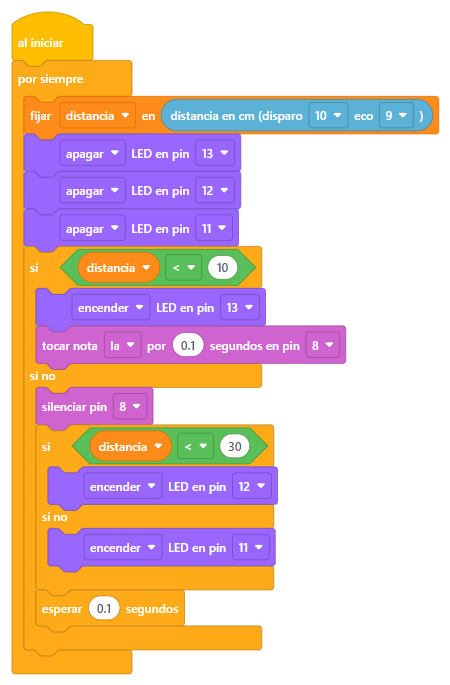 al iniciar
por siempre
fijar distancia en distancia en cm (disparo 10 eco 9 )
apagar LED en pin 13
apagar LED en pin 12
apagar LED en pin 11
si distancia < 10
encender LED en pin 13
tocar nota la por 0.1 segundos en pin 8
si no
silenciar pin 8
si distancia < 30
encender LED en pin 12
si no
encender LED en pin 11
esperar 0.1 segundos